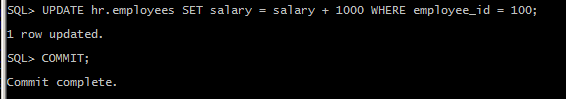 SQL> UPDATE hr.employees SET salary = salary + 1000 WHERE employee_id = 100;
1 row updated.
SQL> COMMIT;
Commit complete.